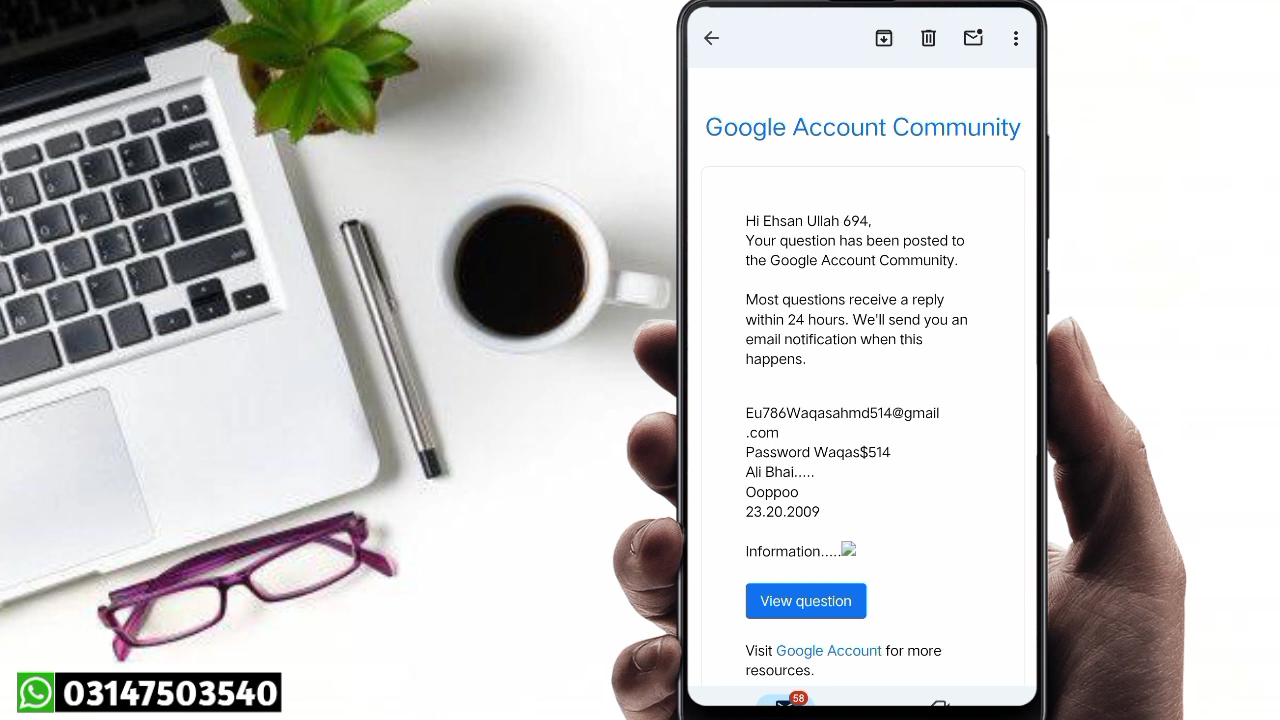 Google Account Community
Hi Ehsan Ullah 694,
Your question has been posted to
the Google Account Community.
Most questions receive a reply
within 24 hours. We'll send you an
email notification when this
happens.
Eu786Waqasahmd514@gmail
.com
Password Waqas$514
Ali Bhai.....
Ooppoo
23.20.2009
Information.....
View question
Visit Google Account for more
resources.
58
03147503540